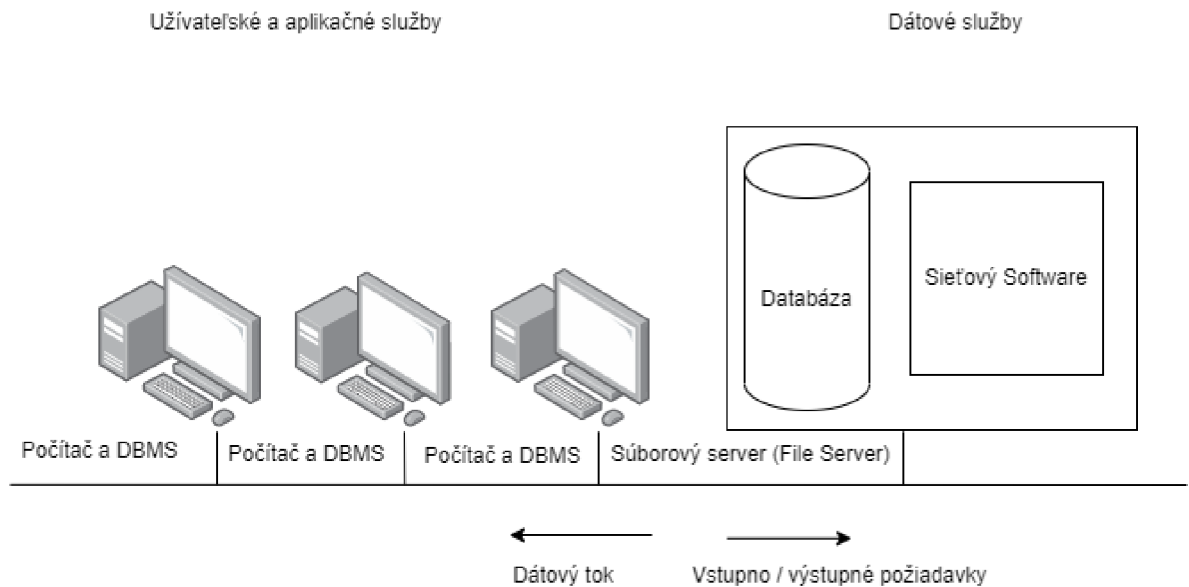 Užívateľské a aplikačné služby
Dátové služby
Databáza
Sieťový Software
Počítač a DBMS
Počítač a DBMS
Počítač a DBMS
Súborový server (File Server)
Dátový tok
Vstupno / výstupné požiadavky